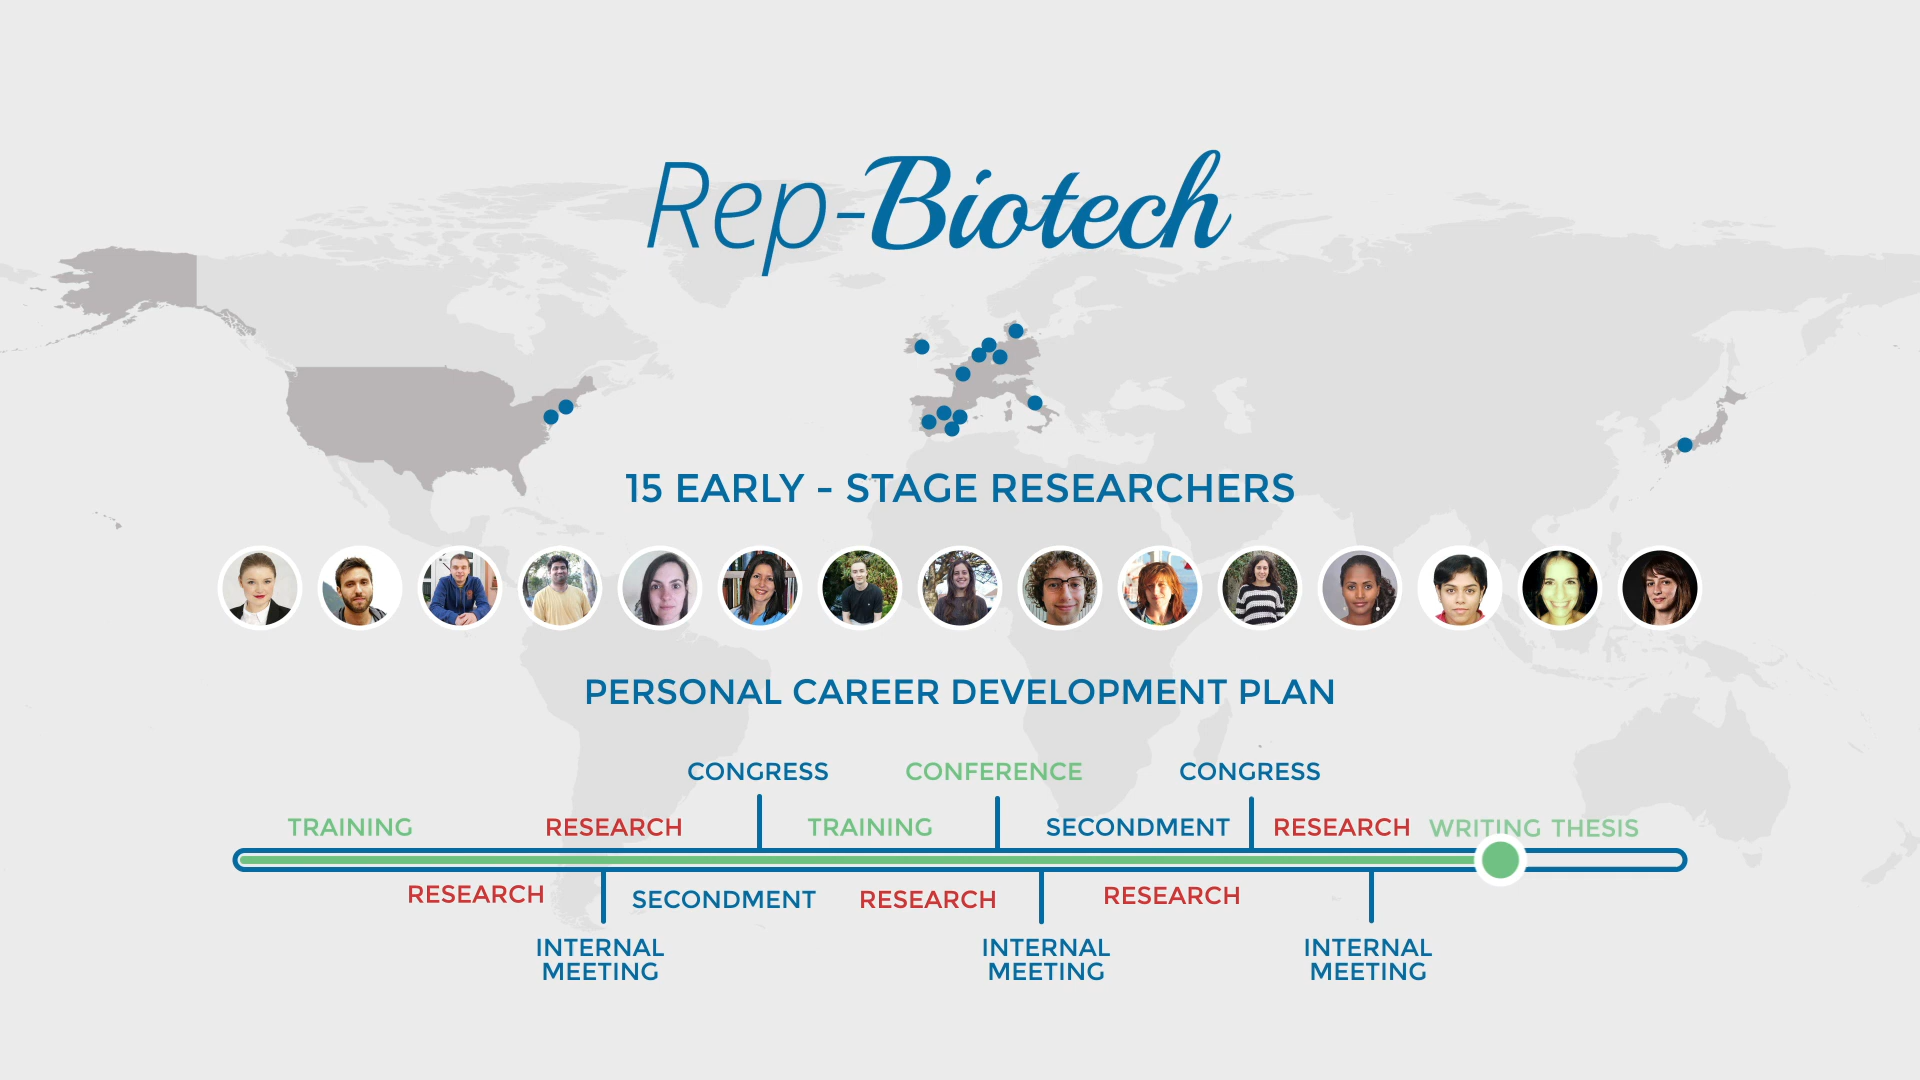 Rep-Biotech
15 EARLY - STAGE RESEARCHERS
PERSONAL CAREER DEVELOPMENT PLAN
CONGRESS CONFERENCE CONGRESS
TRAINING RESEARCH TRAINING SECONDMENT RESEARCH WRITING THESIS
RESEARCH SECONDMENT RESEARCH RESEARCH
INTERNAL MEETING
INTERNAL MEETING
INTERNAL MEETING